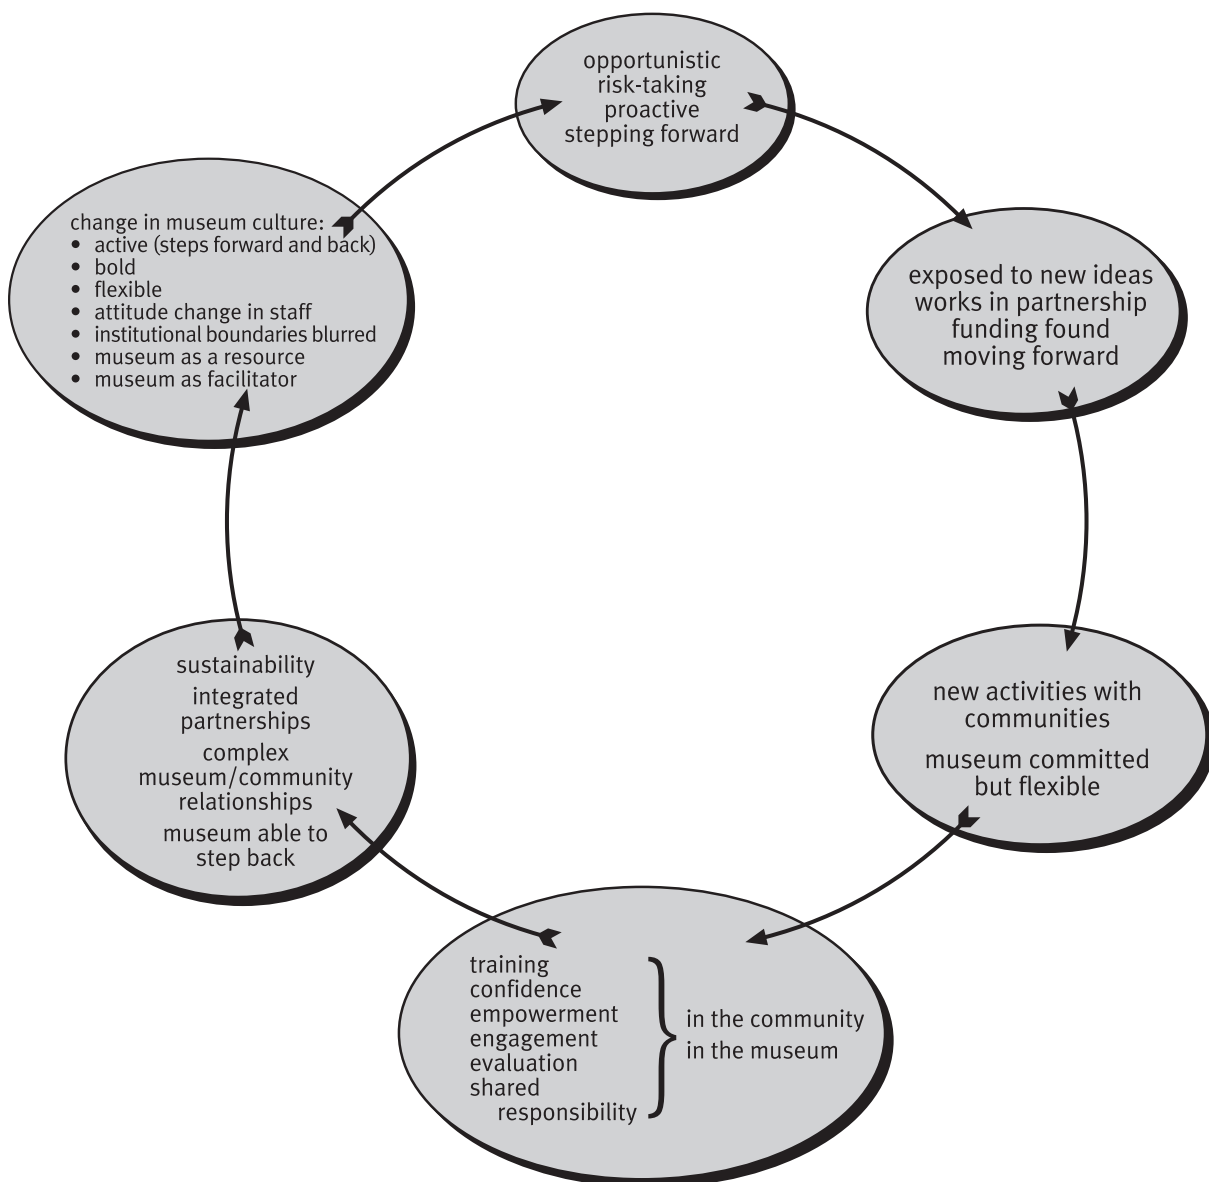 opportunistic
risk-taking
proactive
stepping forward
exposed to new ideas
works in partnership
funding found
moving forward
new activities with
communities
museum committed
but flexible
training
confidence
empowerment
engagement
evaluation
shared
responsibility
in the community
in the museum
sustainability
integrated
partnerships
complex
museum/community
relationships
museum able to
step back
change in museum culture:
• active (steps forward and back)
• bold
• flexible
• attitude change in staff
• institutional boundaries blurred
• museum as a resource
• museum as facilitator